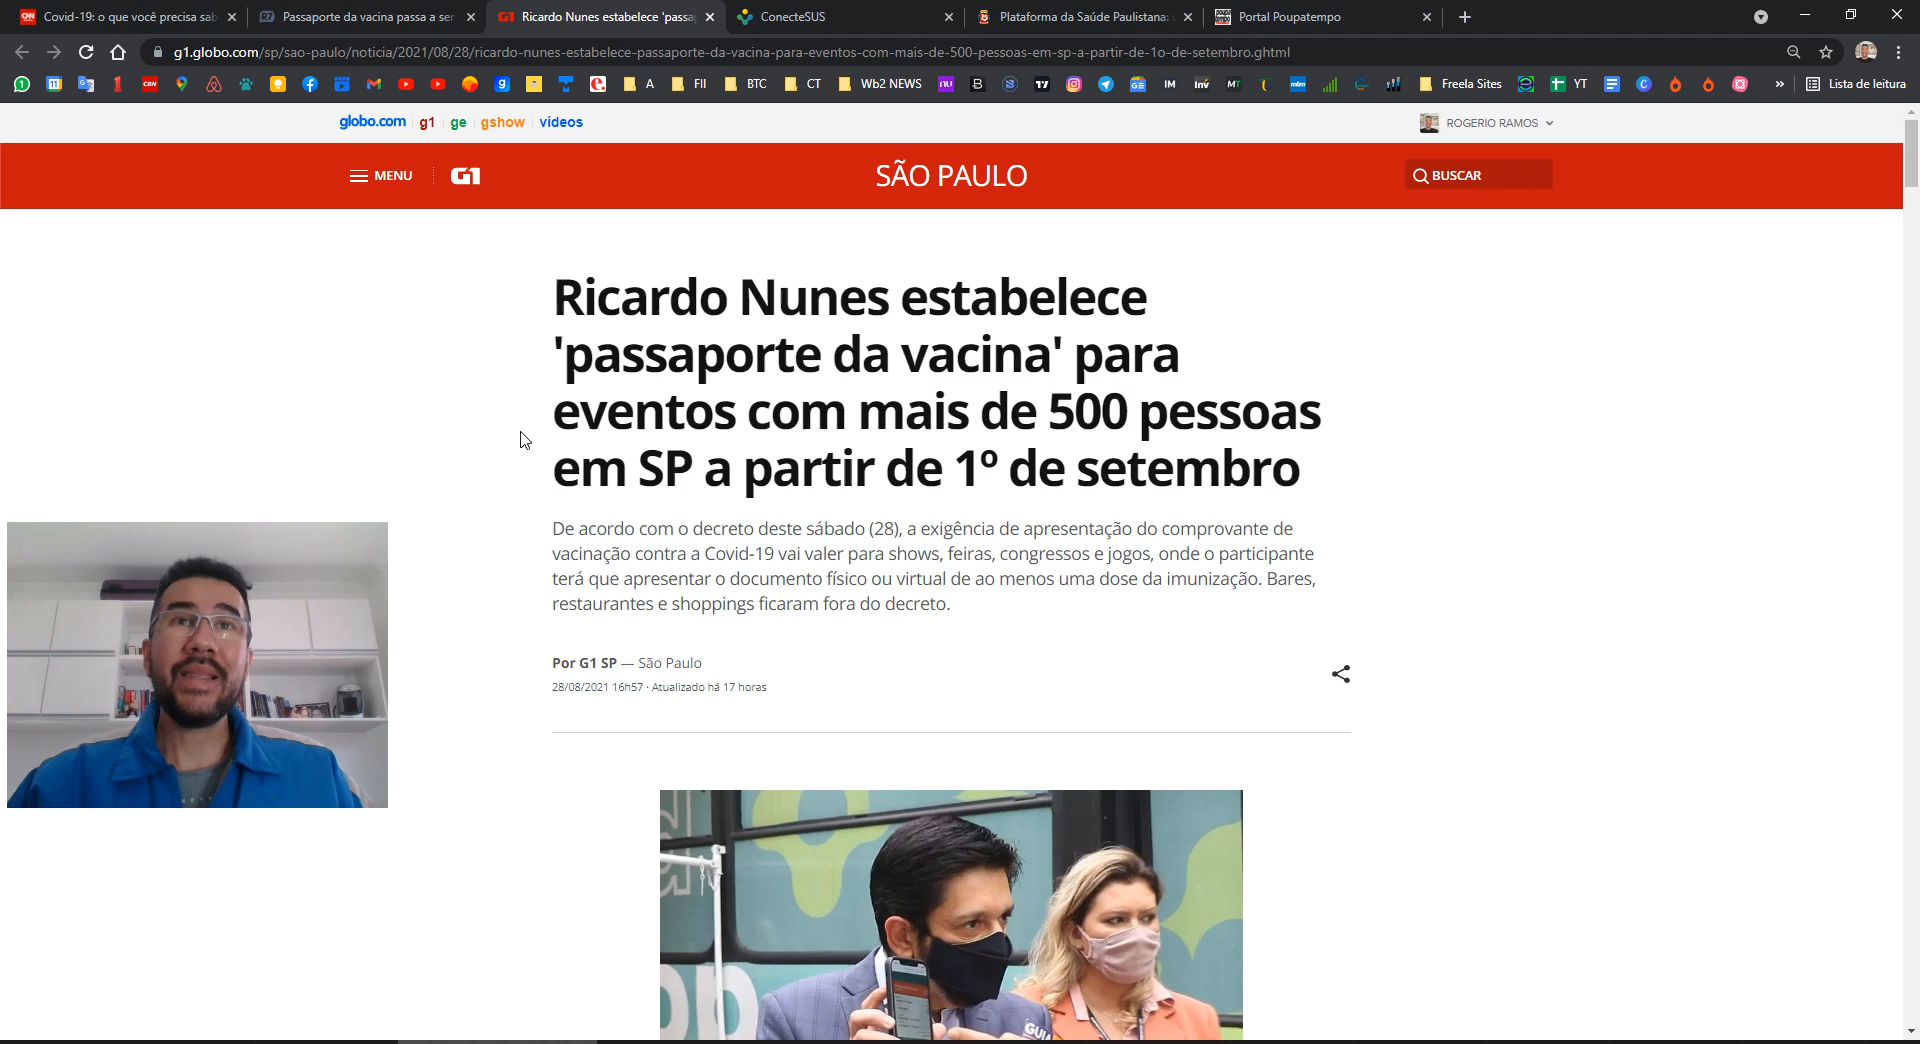 Covid-19: o que você precisa sab
Passaporte da vacina passa a ser
Ricardo Nunes estabelece 'passa
ConecteSUS
Plataforma da Saúde Paulistana:
Portal Poupatempo
g1.globo.com/sp/sao-paulo/noticia/2021/08/28/ricardo-nunes-estabelece-passaporte-da-vacina-para-eventos-com-mais-de-500-pessoas-em-sp-a-partir-de-1o-de-setembro.ghtml
A FII BTC CT Wb2 NEWS nu IM inv MT Freela Sites YT » Lista de leitura
globo.com g1 ge gshow vídeos
ROGERIO RAMOS
MENU G1
SÃO PAULO
BUSCAR
Ricardo Nunes estabelece
'passaporte da vacina' para
eventos com mais de 500 pessoas
em SP a partir de 1º de setembro
De acordo com o decreto deste sábado (28), a exigência de apresentação do comprovante de
vacinação contra a Covid-19 vai valer para shows, feiras, congressos e jogos, onde o participante
terá que apresentar o documento físico ou virtual de ao menos uma dose da imunização. Bares,
restaurantes e shoppings ficaram fora do decreto.
Por G1 SP — São Paulo
28/08/2021 16h57 · Atualizado há 17 horas